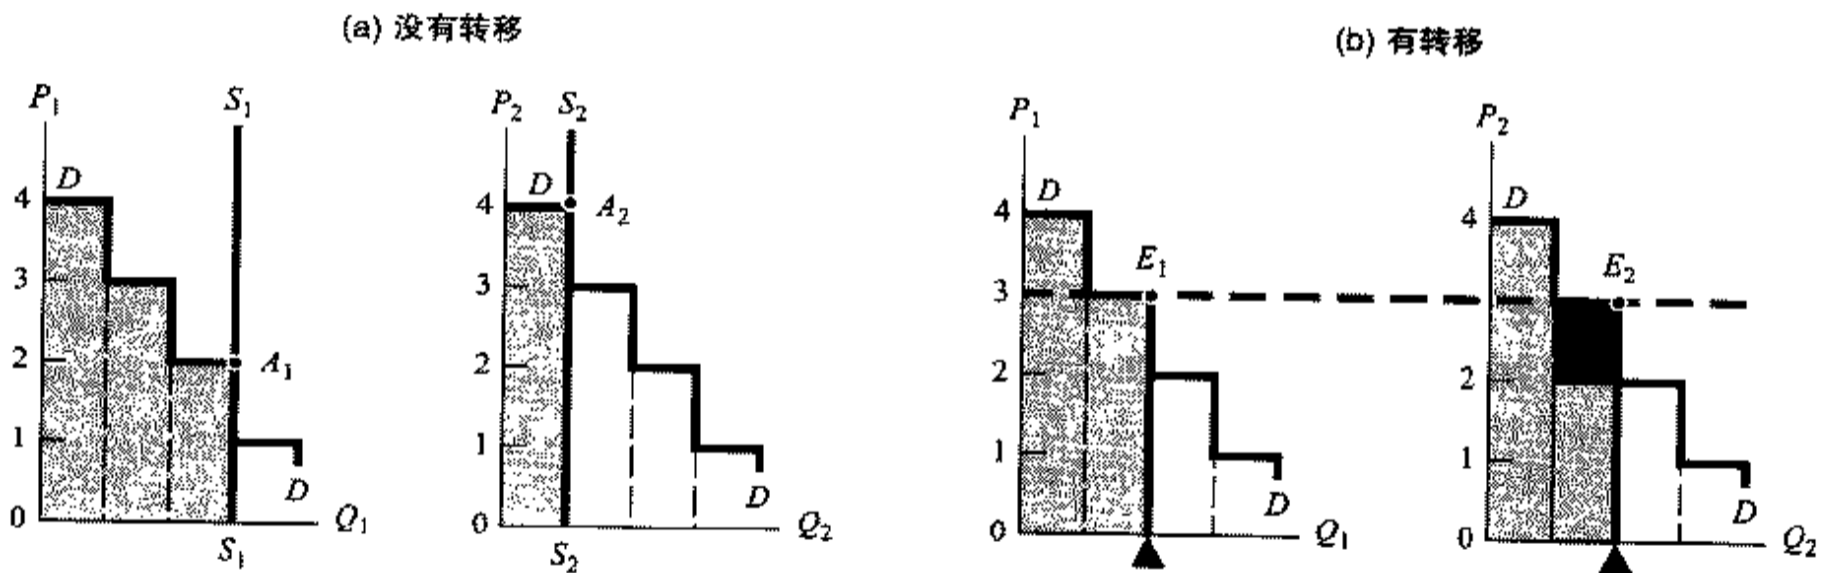 (a) 没有转移
(b) 有转移
P₁ S₁
4 D
3
2 A₁
1 D
0 Q₁
S₁
P₂ S₂
4 D A₂
3
2
1 D
0 Q₂
S₂
P₁
4 D
3 E₁
2
1 D
0 Q₁
P₂
4 D
E₂
2
1 D
0 Q₂